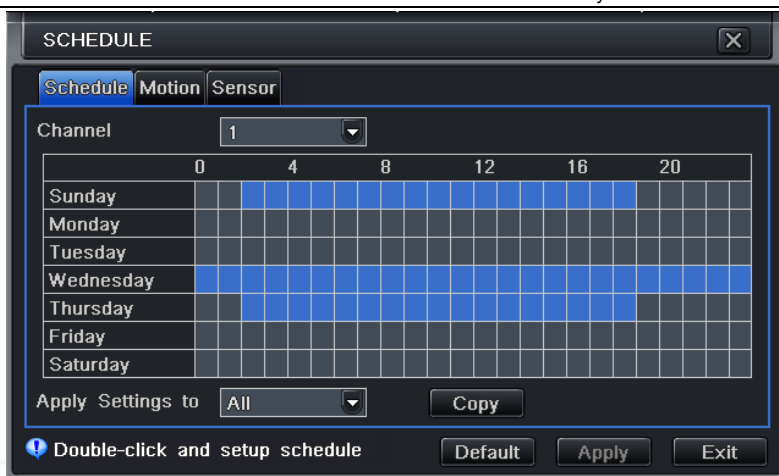 SCHEDULE
Schedule Motion Sensor
Channel 1
0 4 8 12 16 20
Sunday
Monday
Tuesday
Wednesday
Thursday
Friday
Saturday
Apply Settings to All Copy
Double-click and setup schedule Default Apply Exit